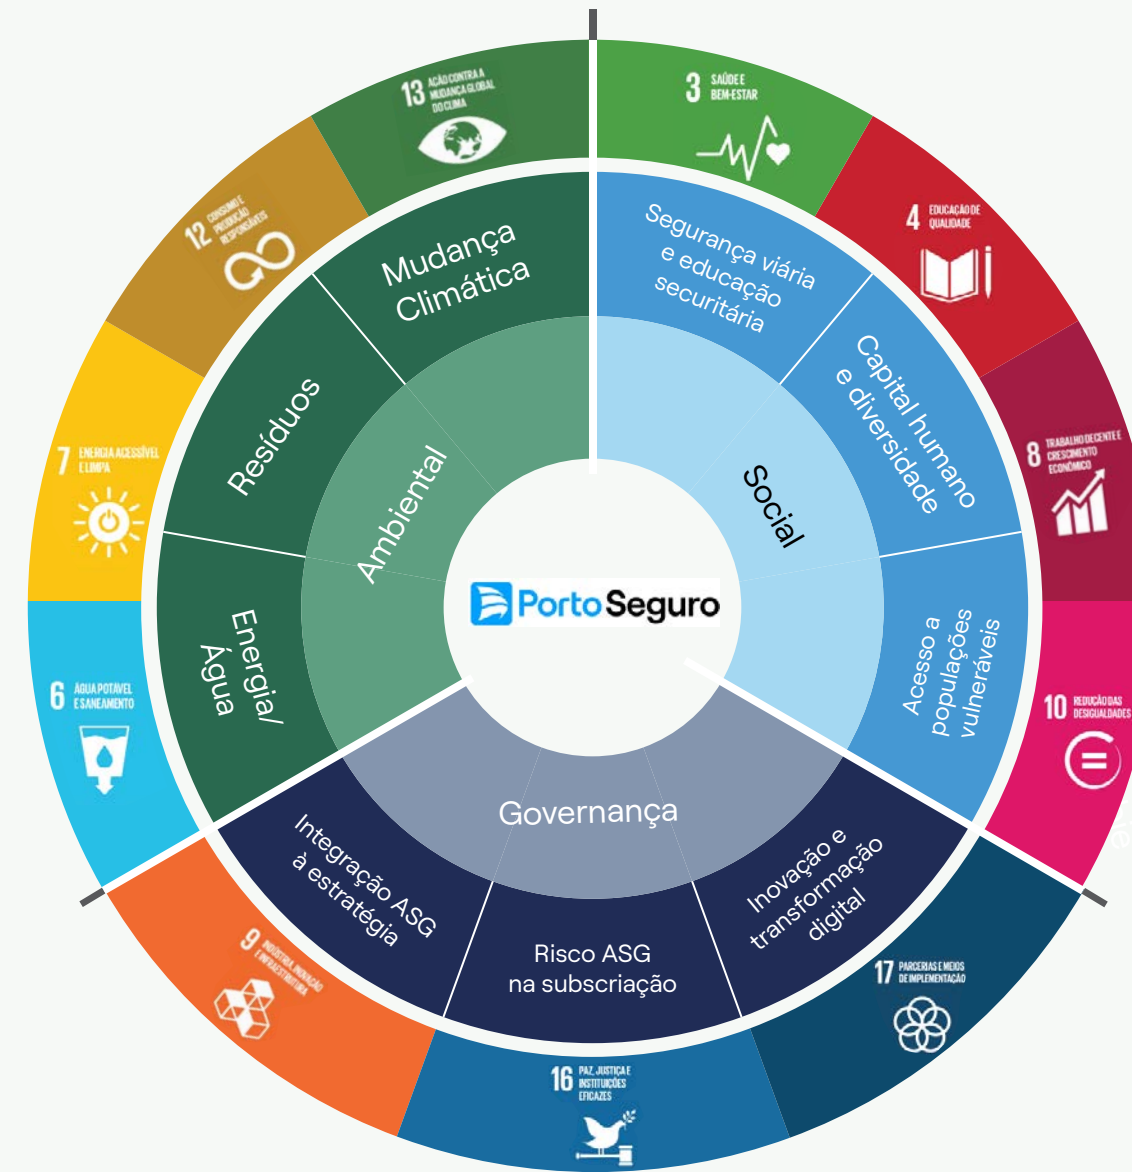 13 AÇÃO CONTRA A
MUDANÇA GLOBAL
DO CLIMA
3 SAÚDE E
BEM-ESTAR
4 EDUCAÇÃO DE
QUALIDADE
8 TRABALHO DECENTE E
CRESCIMENTO
ECONÔMICO
10 REDUÇÃO DAS
DESIGUALDADES
17 PARCERIAS E MEIOS
DE IMPLEMENTAÇÃO
16 PAZ, JUSTIÇA E
INSTITUIÇÕES
EFICAZES
9 INDÚSTRIA, INOVAÇÃO
E INFRAESTRUTURA
6 ÁGUA POTÁVEL
E SANEAMENTO
7 ENERGIA ACESSÍVEL
E LIMPA
12 CONSUMO E
PRODUÇÃO
RESPONSÁVEIS
Mudança
Climática
Segurança viária
e educação
securitária
Capital humano
e diversidade
Acesso a
populações
vulneráveis
Inovação e
transformação
digital
Risco ASG
na subscriação
Integração ASG
à estratégia
Energia/
Água
Resíduos
Ambiental
Social
Governança
Porto Seguro